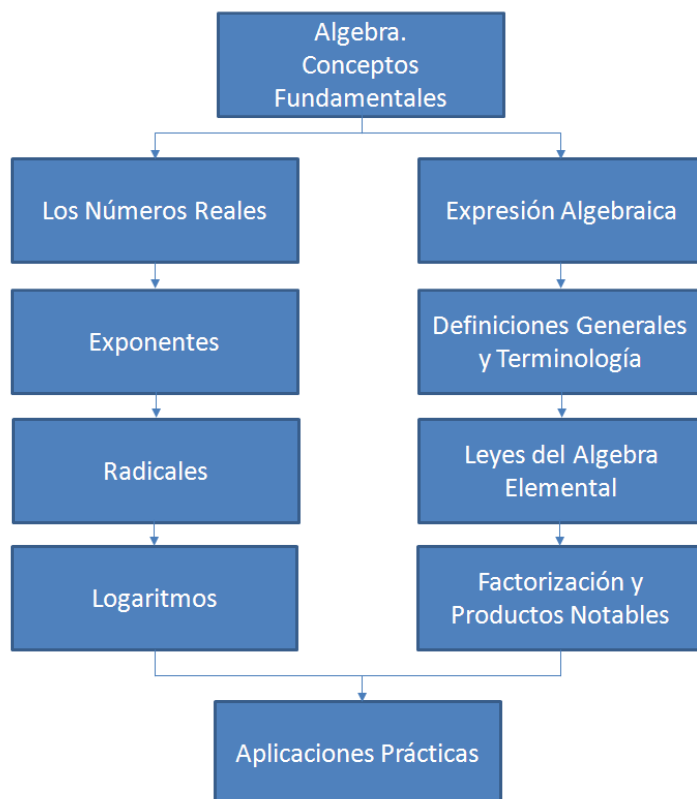 Algebra.
Conceptos
Fundamentales
Los Números Reales
Expresión Algebraica
Exponentes
Definiciones Generales
y Terminología
Radicales
Leyes del Algebra
Elemental
Logaritmos
Factorización y
Productos Notables
Aplicaciones Prácticas